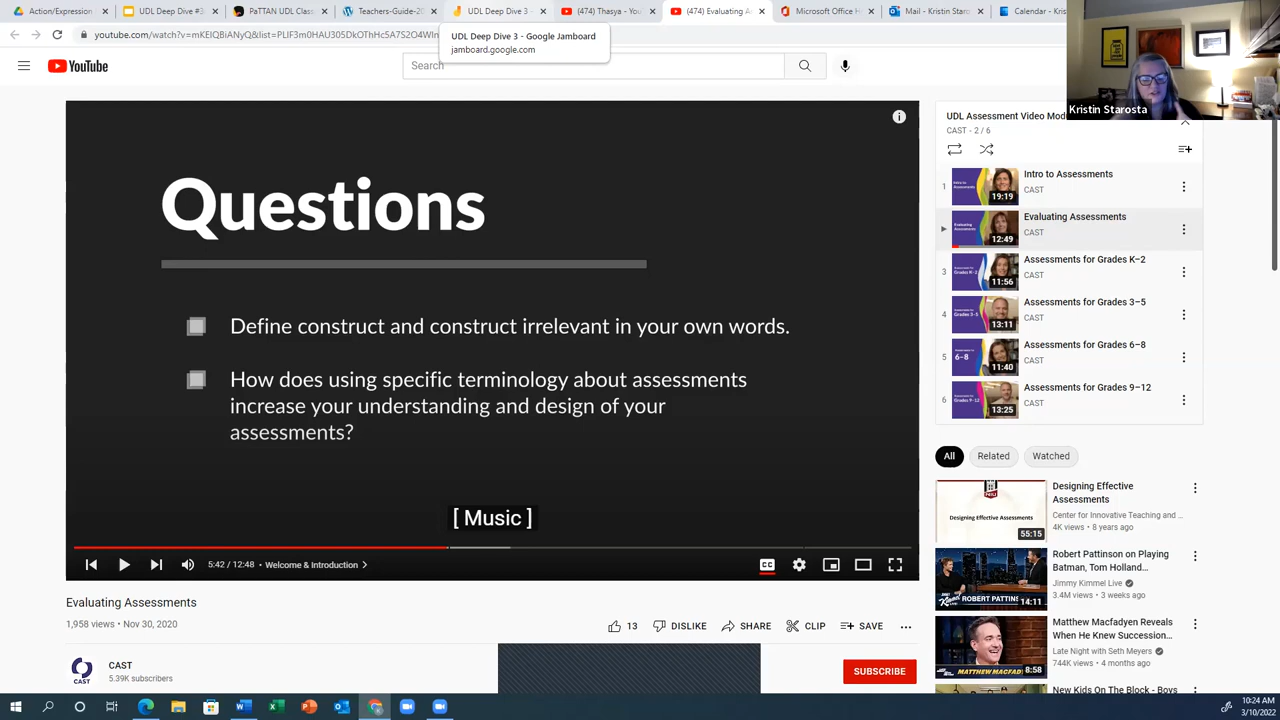 Action/Expre
UDL Deep Dive #3:
PaTTAN UDL Class
Teachers-Guide-20
UDL Deep Dive 3 -
(474) Thasya - You
(474) Evaluating A
Microsoft Office H
Mail - Kristin Staro
Calendar - Kris
youtube.com/watch?v=mKEIQBiANyQ&list=PLIF3m0HAU305DkOThHc5A7S2O4WIn
UDL Deep Dive 3 - Google Jamboard
jamboard.google.com
YouTube
Search
Kristin Starosta
Questions
Define construct and construct irrelevant in your own words.
How does using specific terminology about assessments
increase your understanding and design of your
assessments?
[ Music ]
5:42 / 12:48 • Welcome & Introduction
Evaluating Assessments
1,958 views • Nov 30, 2020
13
DISLIKE
SHARE
CLIP
SAVE
CAST
CAST
5.39K subscribers
SUBSCRIBE
UDL Assessment Video Mod
CAST - 2 / 6
1
Intro to Assessments
CAST
19:19
Evaluating Assessments
CAST
12:49
3
Assessments for Grades K–2
CAST
11:56
4
Assessments for Grades 3–5
CAST
13:11
5
Assessments for Grades 6–8
CAST
11:40
6
Assessments for Grades 9–12
CAST
13:25
All
Related
Watched
Designing Effective Assessments
55:15
Designing Effective
Assessments
Center for Innovative Teaching and ...
4K views • 8 years ago
ROBERT PATTINS
14:11
Robert Pattinson on Playing
Batman, Tom Holland...
Jimmy Kimmel Live
3.4M views • 3 weeks ago
MATTHEW MACFAD
8:58
Matthew Macfadyen Reveals
When He Knew Succession...
Late Night with Seth Meyers
744K views • 4 months ago
New Kids On The Block - Boys
10:24 AM
3/10/2022